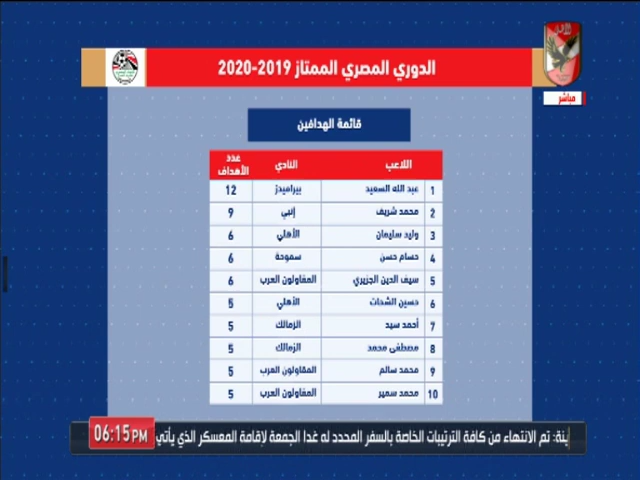 الدوري المصري الممتاز 2019-2020
مباشر
قائمة الهدافين
اللاعب النادي عدد الأهداف
1 عبد الله السعيد بيراميدز 12
2 محمد شريف إنبي 9
3 وليد سليمان الأهلي 6
4 حسام حسن سموحة 6
5 سيف الدين الجزيري المقاولون العرب 6
6 حسين الشحات الأهلي 5
7 أحمد سيد الزمالك 5
8 مصطفى محمد الزمالك 5
9 محمد سالم المقاولون العرب 5
10 محمد سمير المقاولون العرب 5
ينة: تم الانتهاء من كافة الترتيبات الخاصة بالسفر المحدد له غدا الجمعة لإقامة المعسكر الذي يأتي
06:15 PM